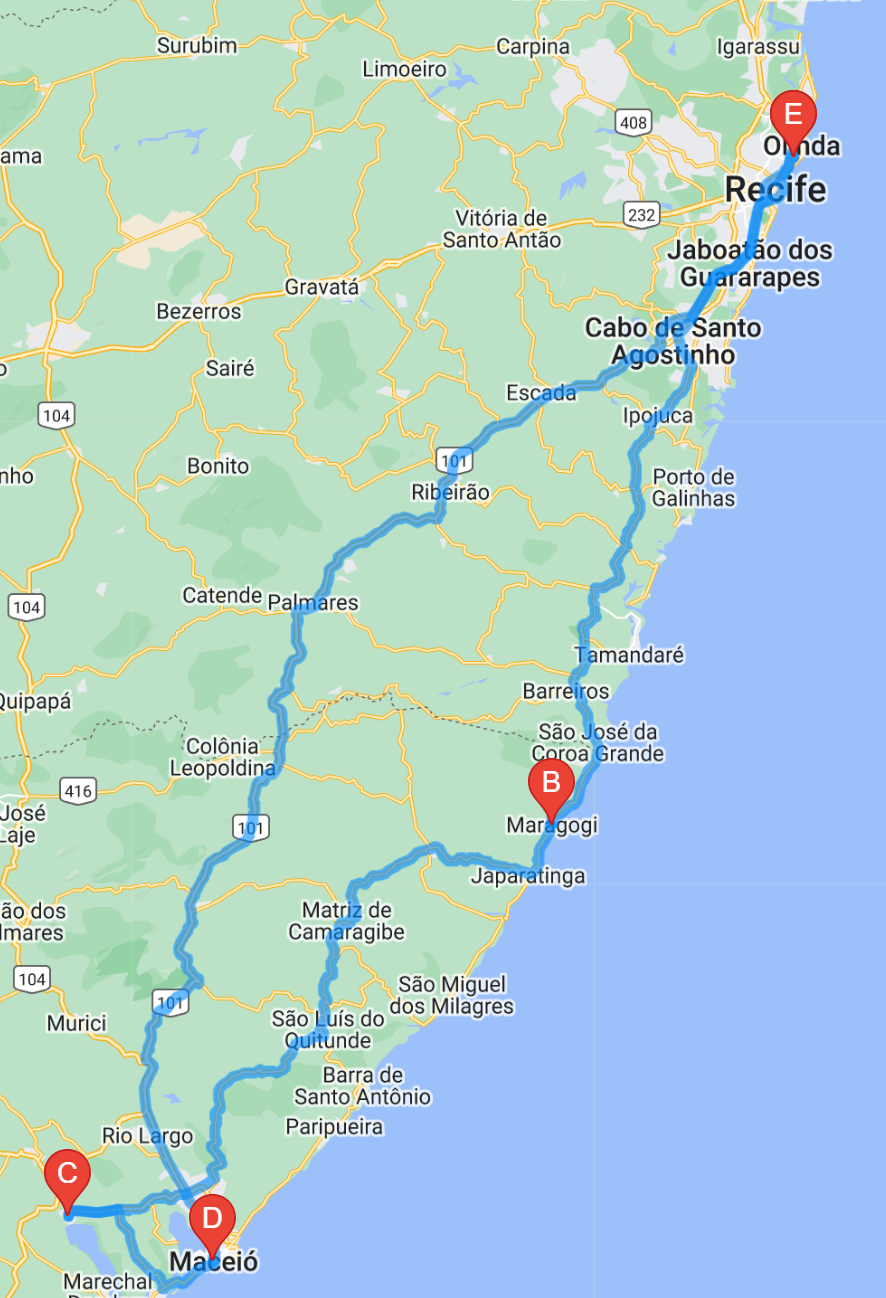 Surubim
Carpina
Igarassu
Limoeiro
E
408
Olinda
ama
Recife
232
Vitória de
Santo Antão
Jaboatão dos
Guararapes
Gravatá
Bezerros
Cabo de Santo
Agostinho
Sairé
Escada
104
Ipojuca
101
Bonito
nho
Porto de
Galinhas
Ribeirão
Catende
Palmares
104
Tamandaré
Quipapá
Barreiros
São José da
Coroa Grande
Colônia
Leopoldina
B
416
José
Laje
101
Maragogi
Japaratinga
ão dos
lmares
Matriz de
Camaragibe
104
São Miguel
dos Milagres
101
Murici
São Luís do
Quitunde
Barra de
Santo Antônio
Paripueira
Rio Largo
C
D
Maceió
Marechal